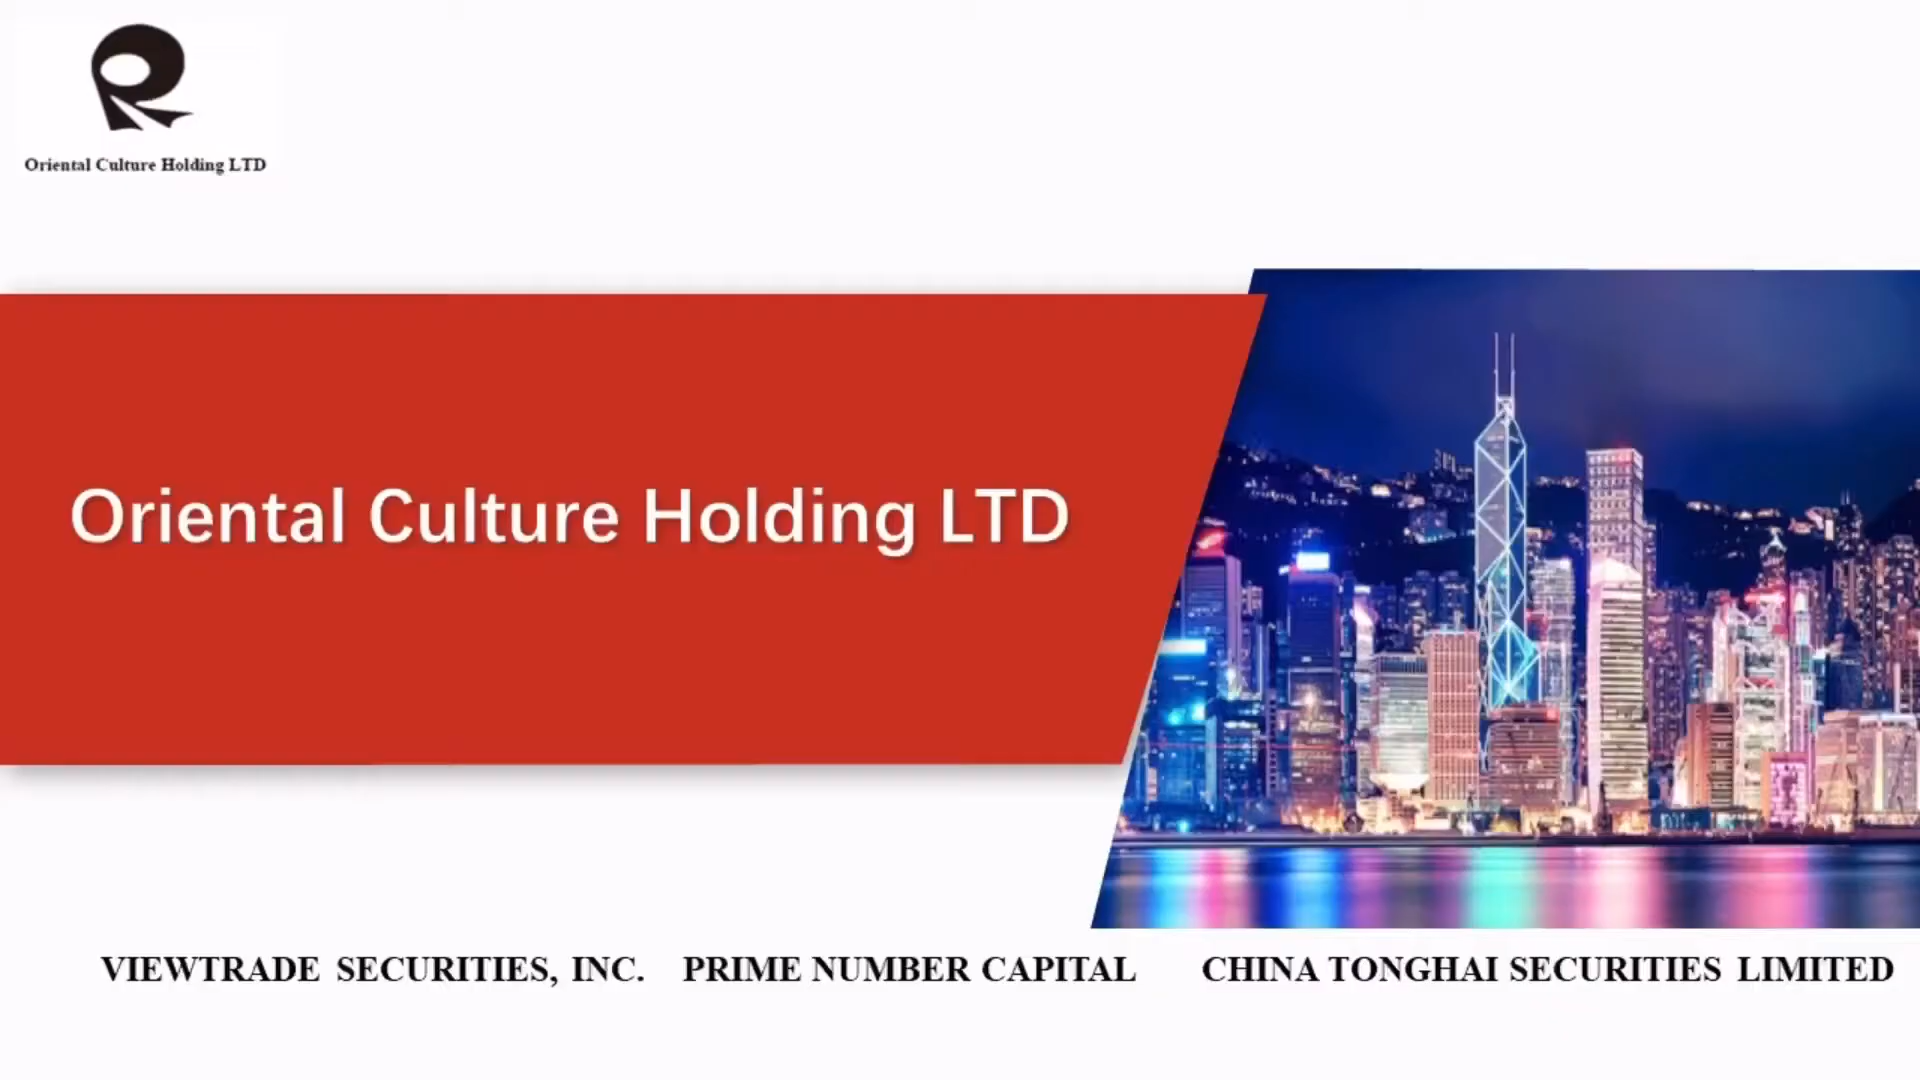 Oriental Culture Holding LTD
Oriental Culture Holding LTD
VIEWTRADE SECURITIES, INC. PRIME NUMBER CAPITAL CHINA TONGHAI SECURITIES LIMITED